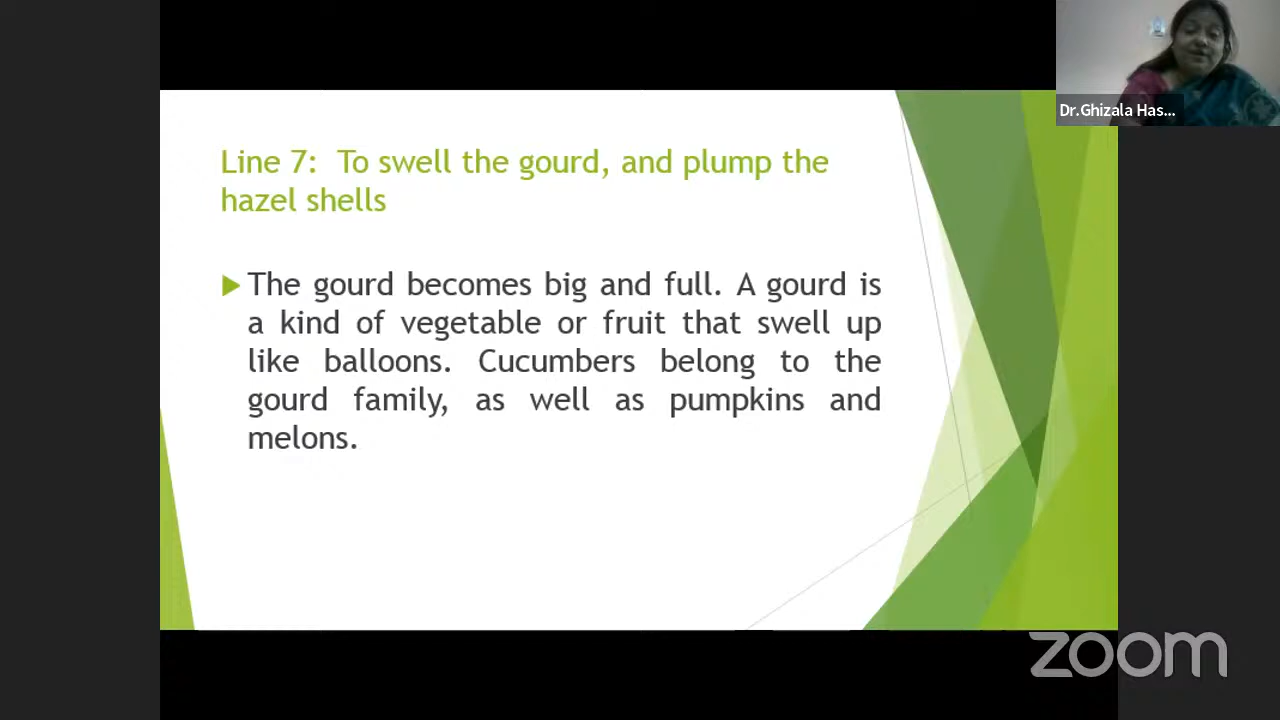 Dr.Ghizala Has...
Line 7: To swell the gourd, and plump the
hazel shells
The gourd becomes big and full. A gourd is
a kind of vegetable or fruit that swell up
like balloons. Cucumbers belong to the
gourd family, as well as pumpkins and
melons.
zoom